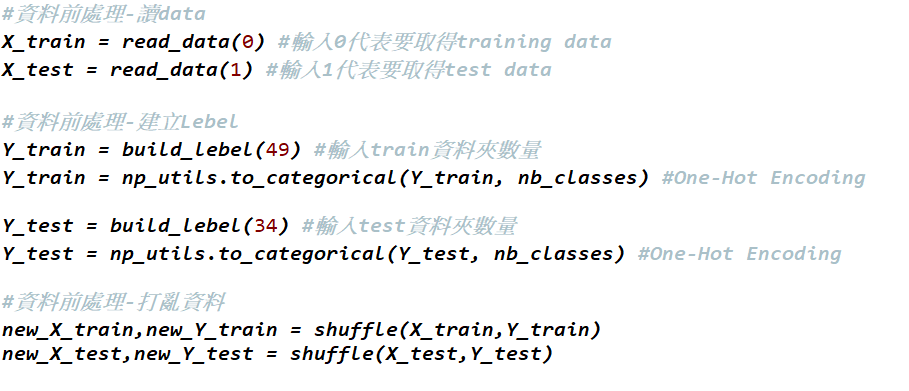 #資料前處理-讀data
X_train = read_data(0) #輸入0代表要取得training data
X_test = read_data(1) #輸入1代表要取得test data
#資料前處理-建立Lebel
Y_train = build_lebel(49) #輸入train資料夾數量
Y_train = np_utils.to_categorical(Y_train, nb_classes) #One-Hot Encoding
Y_test = build_lebel(34) #輸入test資料夾數量
Y_test = np_utils.to_categorical(Y_test, nb_classes) #One-Hot Encoding
#資料前處理-打亂資料
new_X_train,new_Y_train = shuffle(X_train,Y_train)
new_X_test,new_Y_test = shuffle(X_test,Y_test)